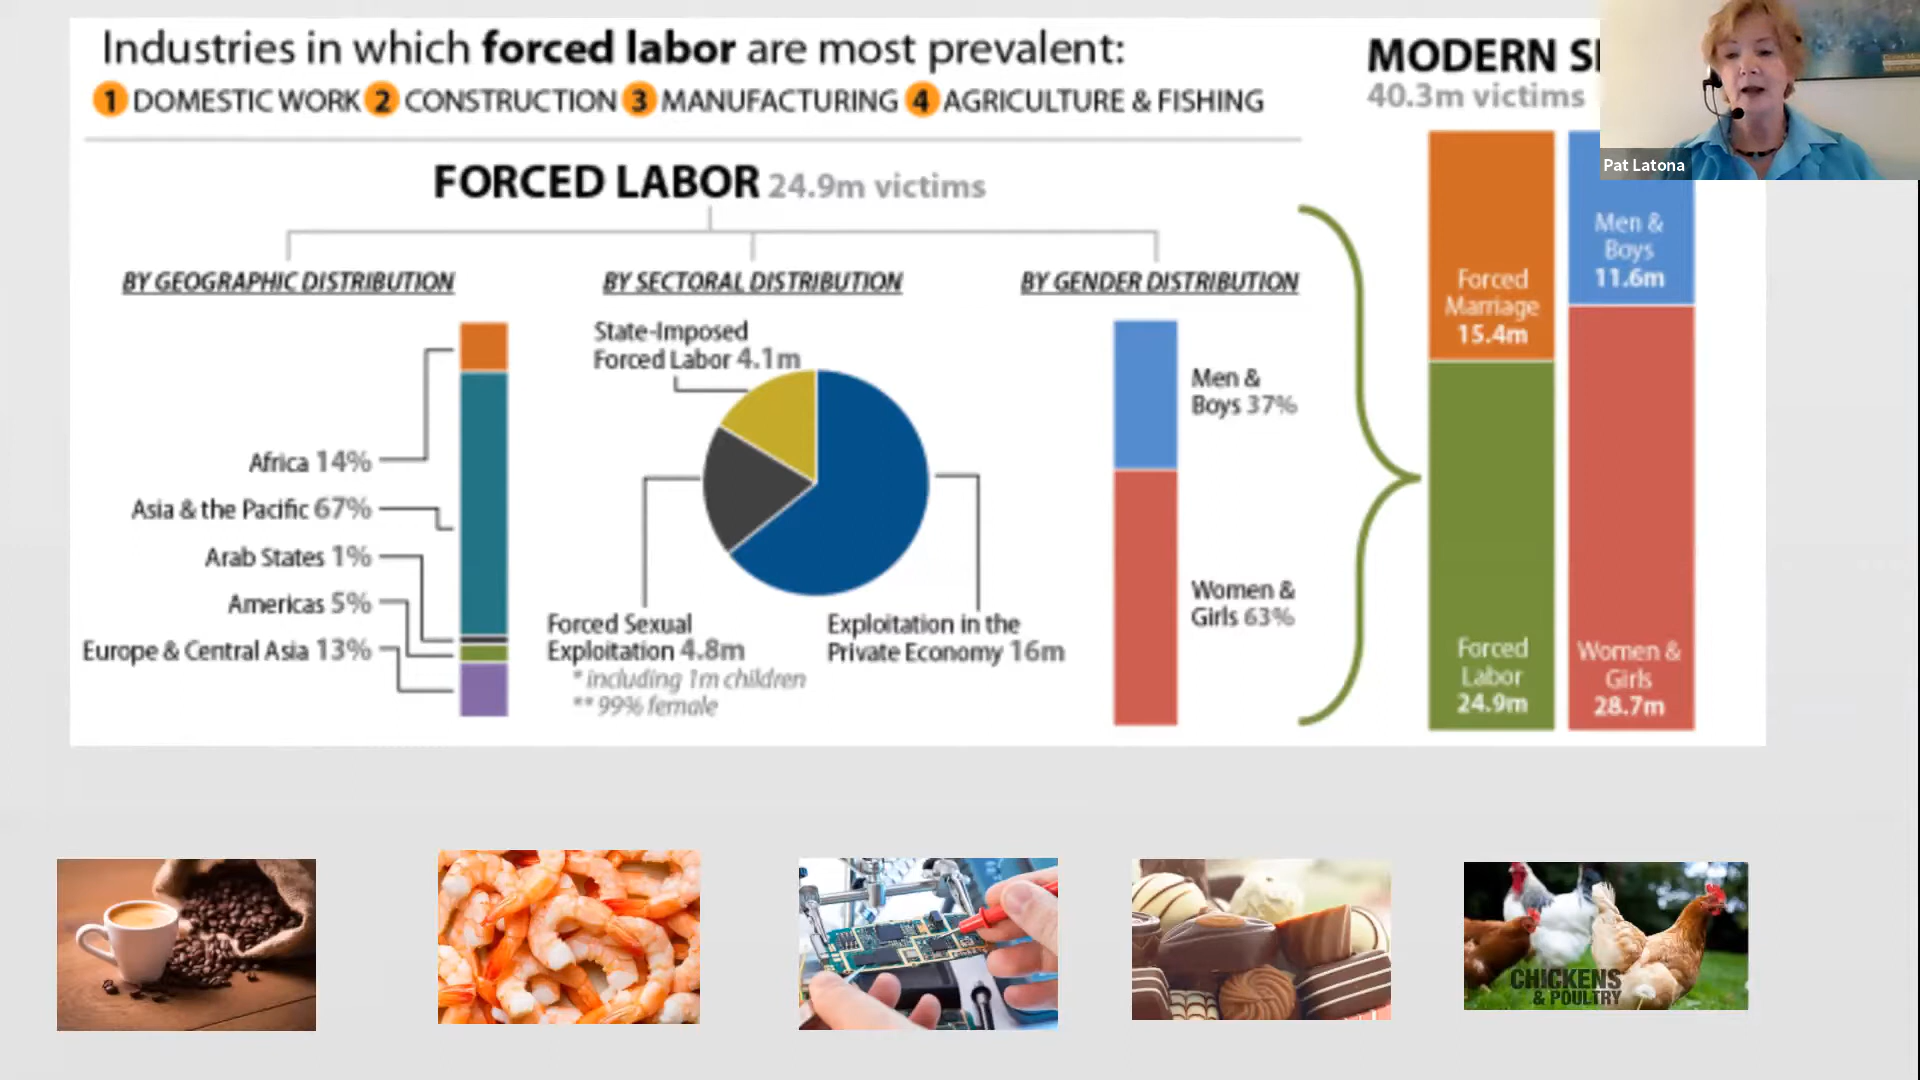 Industries in which forced labor are most prevalent:
1 DOMESTIC WORK 2 CONSTRUCTION 3 MANUFACTURING 4 AGRICULTURE & FISHING
FORCED LABOR 24.9m victims
BY GEOGRAPHIC DISTRIBUTION
Africa 14%
Asia & the Pacific 67%
Arab States 1%
Americas 5%
Europe & Central Asia 13%
BY SECTORAL DISTRIBUTION
State-Imposed
Forced Labor 4.1m
Forced Sexual
Exploitation 4.8m
* including 1m children
** 99% female
Exploitation in the
Private Economy 16m
BY GENDER DISTRIBUTION
Men &
Boys 37%
Women &
Girls 63%
MODERN
40.3m victims
Forced
Marriage
15.4m
Forced
Labor
24.9m
Men &
Boys
11.6m
Women &
Girls
28.7m
Pat Latona
CHICKENS
& POULTRY